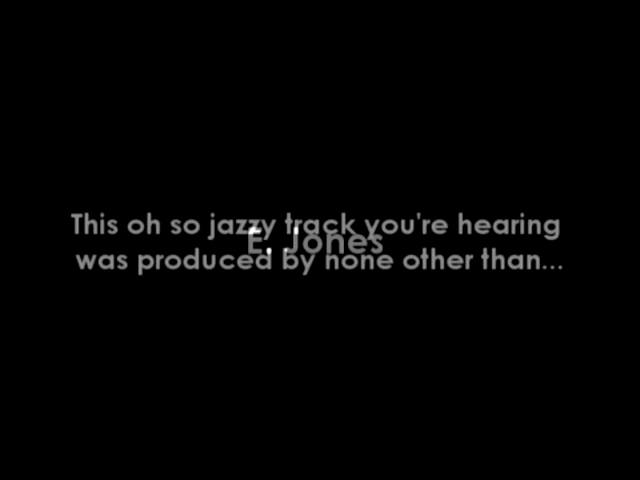 This oh so jazzy track you're hearing
E. Jones
was produced by none other than...